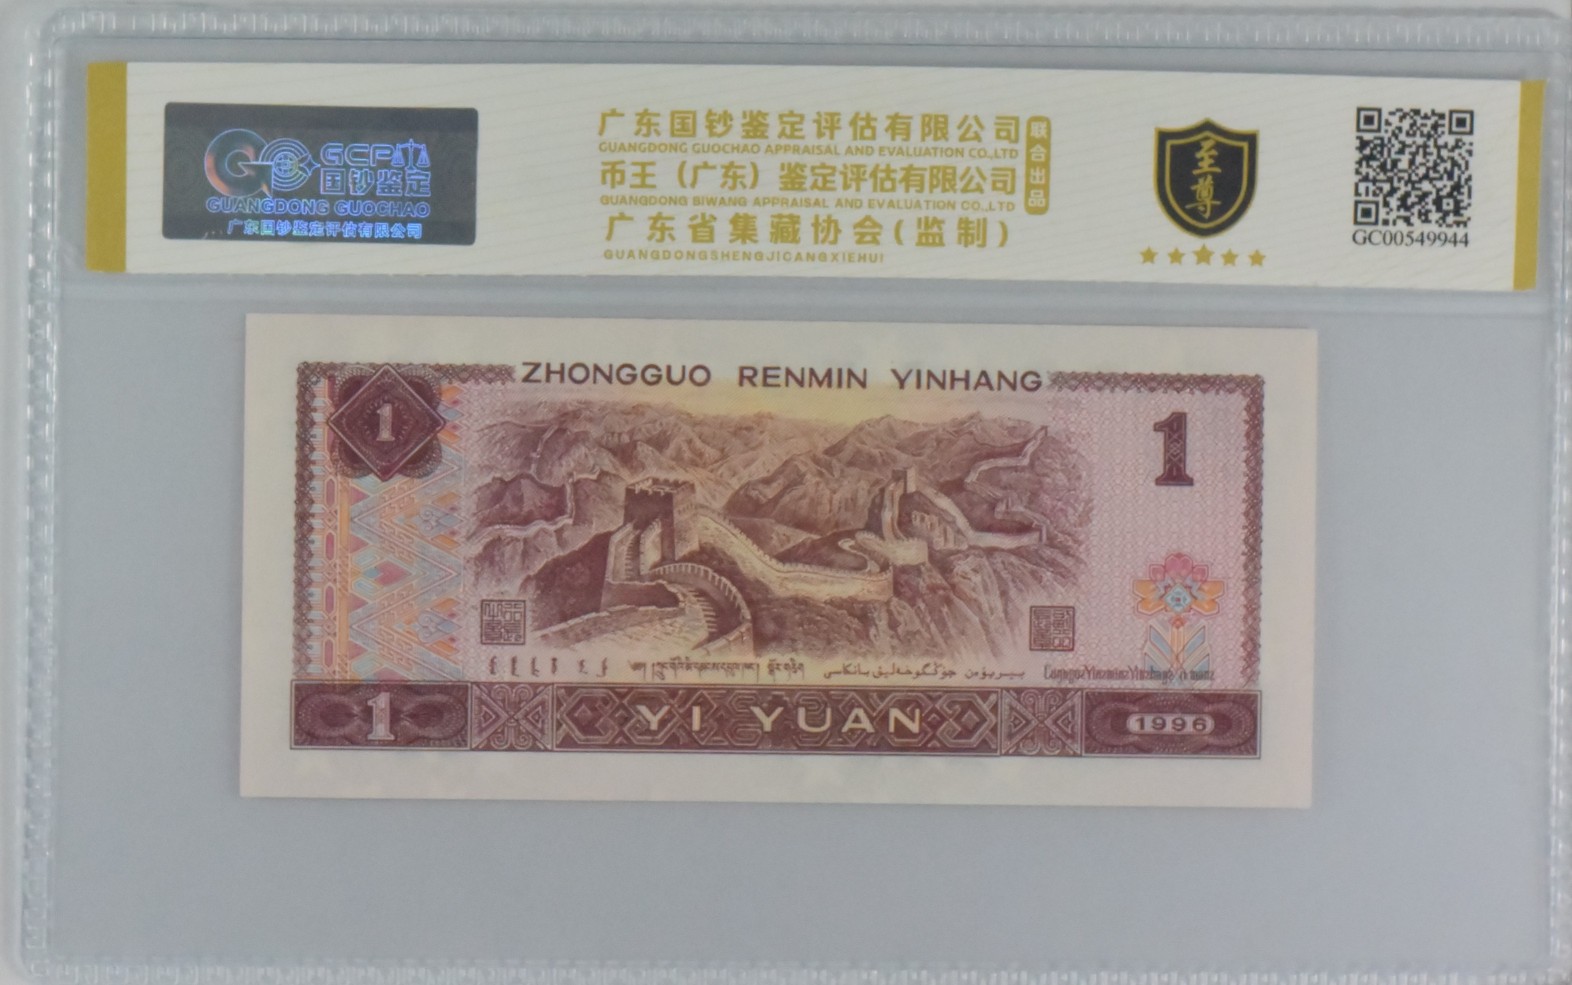 GCP
国钞鉴定
GUANGDONG GUOCHAO
广东国钞鉴定评估有限公司
广东国钞鉴定评估有限公司
GUANGDONG GUOCHAO APPRAISAL AND EVALUATION CO.,LTD
币王（广东）鉴定评估有限公司
GUANGDONG BIWANG APPRAISAL AND EVALUATION CO.,LTD
广东省集藏协会(监制)
GUANGDONGSHENGJICANGXIEHUI
联合出品
至尊
GC00549944
ZHONGGUO RENMIN YINHANG
1
1
1
YI YUAN
1996